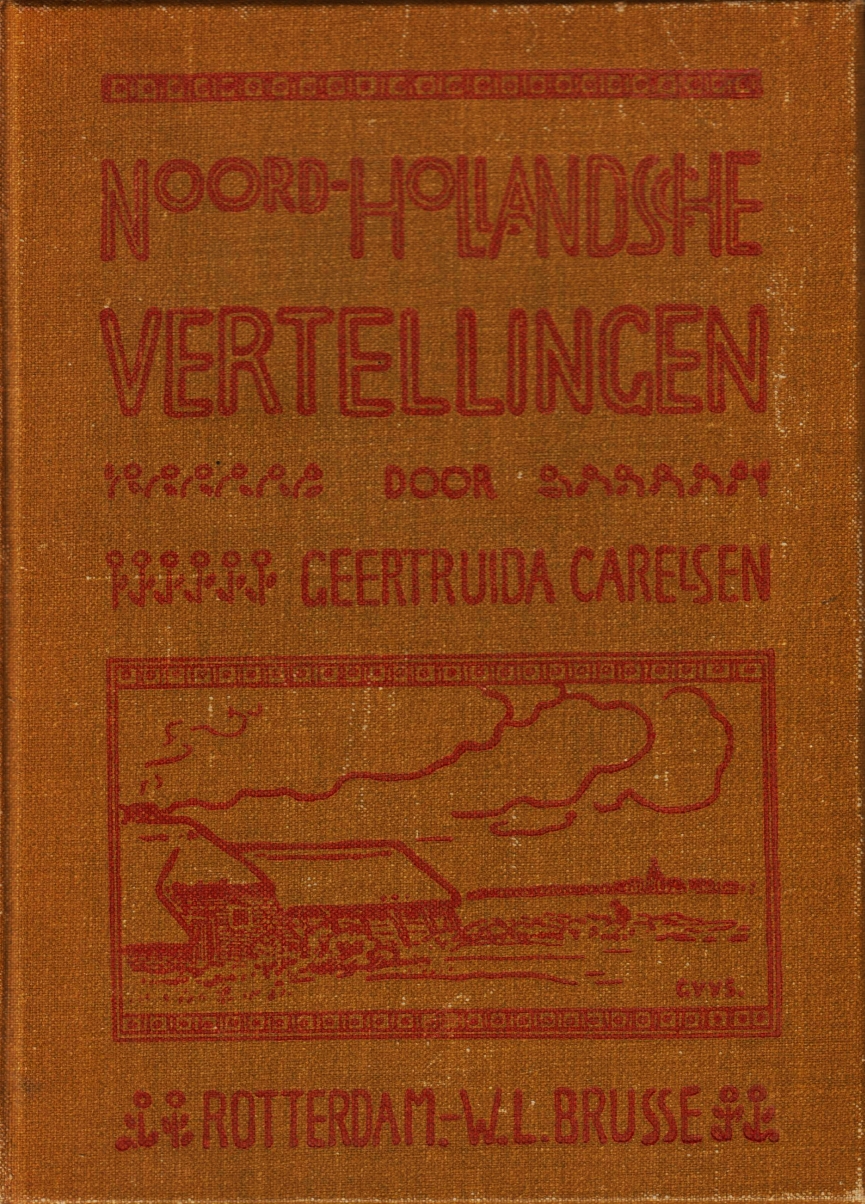 NOORD-HOLLANDSCHE
VERTELLINGEN
DOOR
GEERTRUIDA CARELSEN
G.V.V.S.
ROTTERDAM.-W.L.BRUSSE